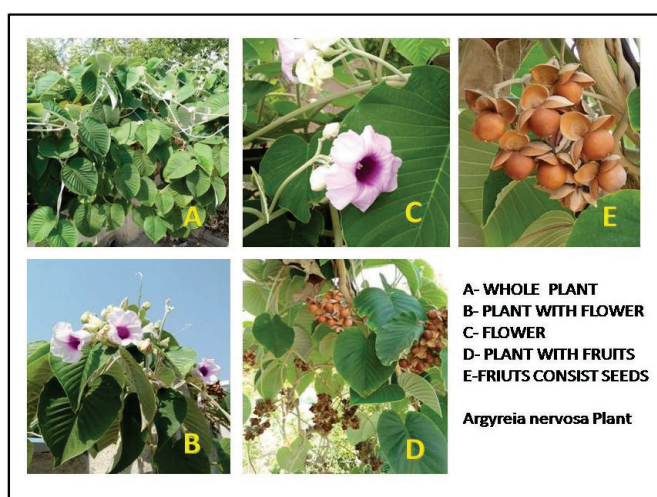 A
C
E
B
D
A- WHOLE PLANT
B- PLANT WITH FLOWER
C- FLOWER
D- PLANT WITH FRUITS
E-FRIUTS CONSIST SEEDS
Argyreia nervosa Plant